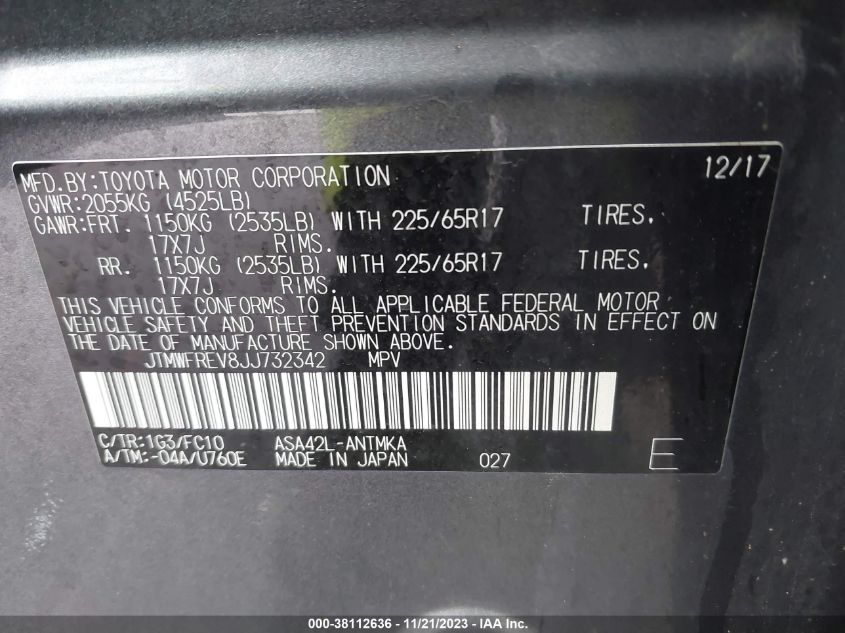 MFD.BY:TOYOTA MOTOR CORPORATION 12/17
GVWR:2055KG (4525LB)
GAWR:FRT. 1150KG (2535LB) WITH 225/65R17 TIRES,
17X7J RIMS.
RR. 1150KG (2535LB) WITH 225/65R17 TIRES,
17X7J RIMS.
THIS VEHICLE CONFORMS TO ALL APPLICABLE FEDERAL MOTOR
VEHICLE SAFETY AND THEFT PREVENTION STANDARDS IN EFFECT ON
THE DATE OF MANUFACTURE SHOWN ABOVE.
JTMWFREV8JJ732342 MPV
C/TR:1G3/FC10 ASA42L-ANTMKA
A/TM:-04A/U760E MADE IN JAPAN 027 E
000-38112636 - 11/21/2023 - IAA Inc.